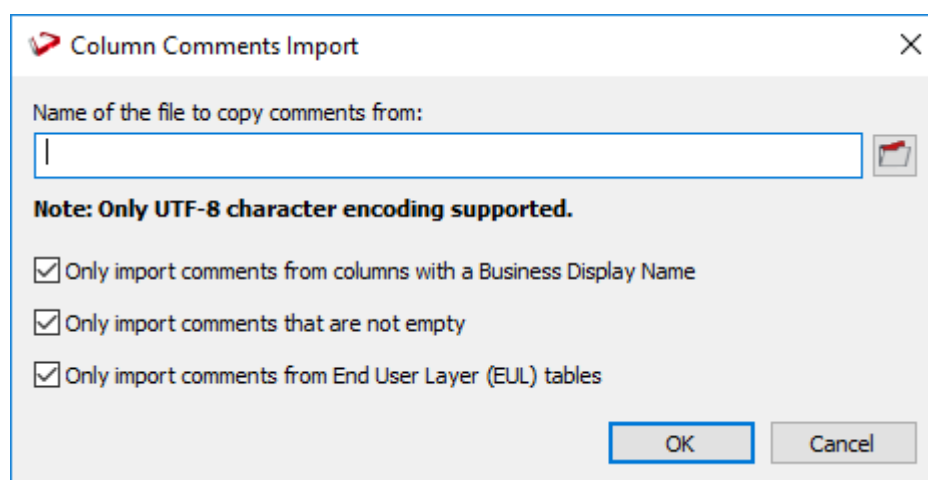 Column Comments Import
Name of the file to copy comments from:
Note: Only UTF-8 character encoding supported.
Only import comments from columns with a Business Display Name
Only import comments that are not empty
Only import comments from End User Layer (EUL) tables
OK
Cancel